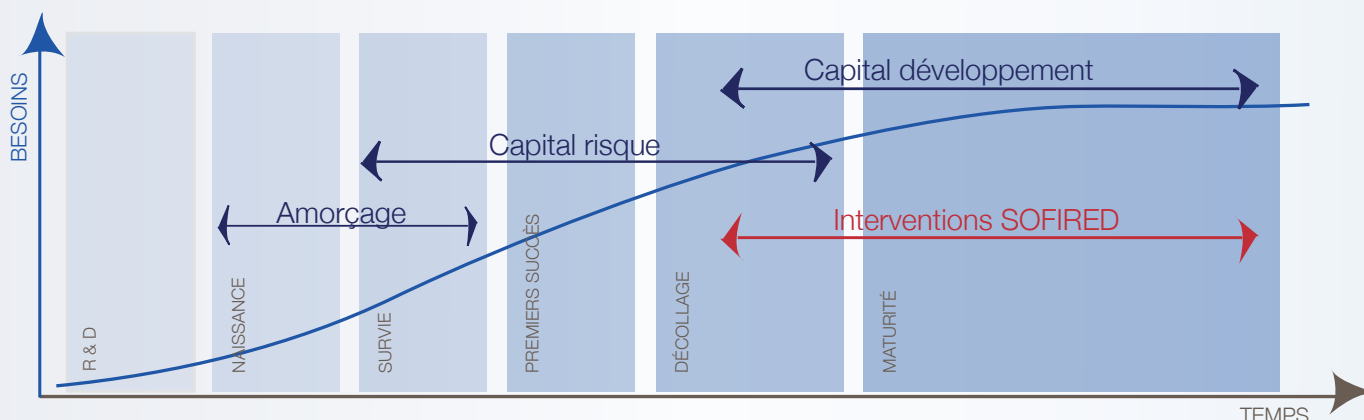 BESOINS
Capital développement
Capital risque
Amorçage
Interventions SOFIRED
R & D
NAISSANCE
SURVIE
PREMIERS SUCCÈS
DÉCOLLAGE
MATURITÉ
TEMPS